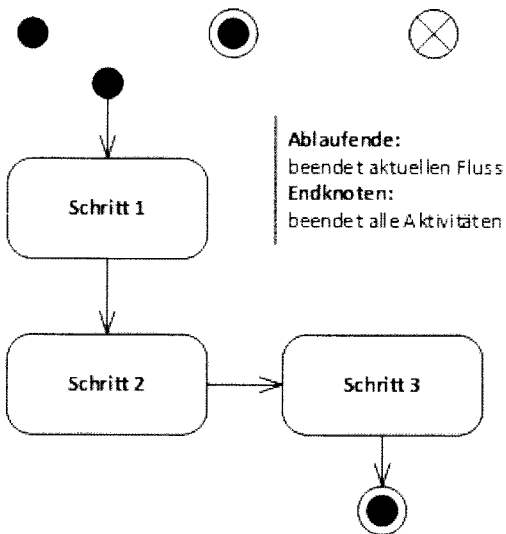 Ablaufende:
beendet aktuellen Fluss
Endknoten:
beendet alle Aktivitäten
Schritt 1
Schritt 2
Schritt 3